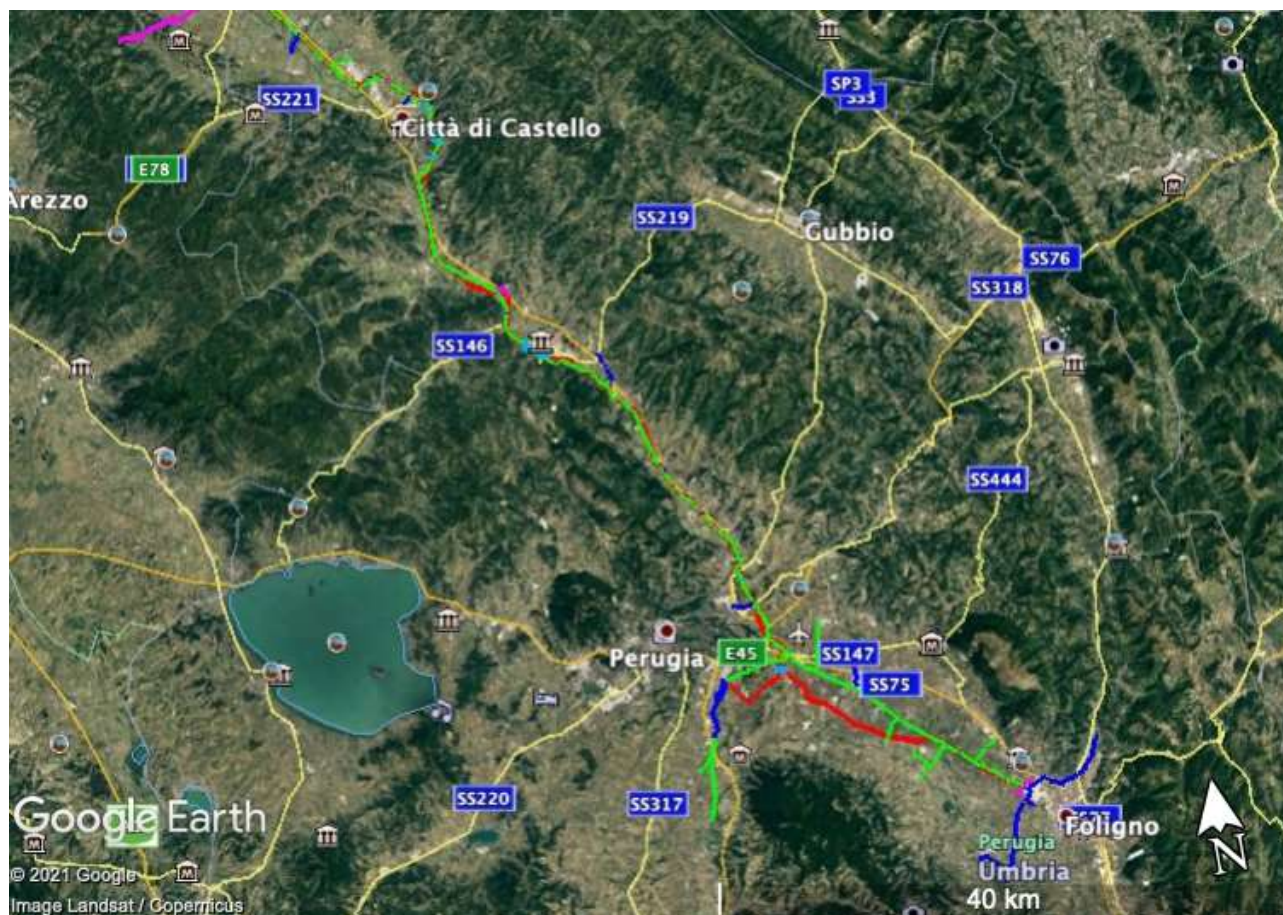 SP3
SS3
SS221
Città di Castello
E78
Arezzo
SS219
Gubbio
SS76
SS318
SS146
SS444
Perugia
E45
SS147
SS75
SS220
SS317
Foligno
Perugia
Umbria
Google Earth
N
© 2021 Google
40 km
Image Landsat / Copernicus